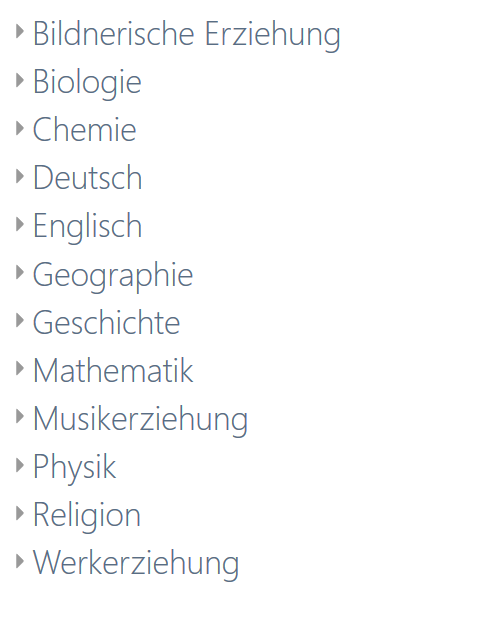 Bildnerische Erziehung
Biologie
Chemie
Deutsch
Englisch
Geographie
Geschichte
Mathematik
Musikerziehung
Physik
Religion
Werkerziehung